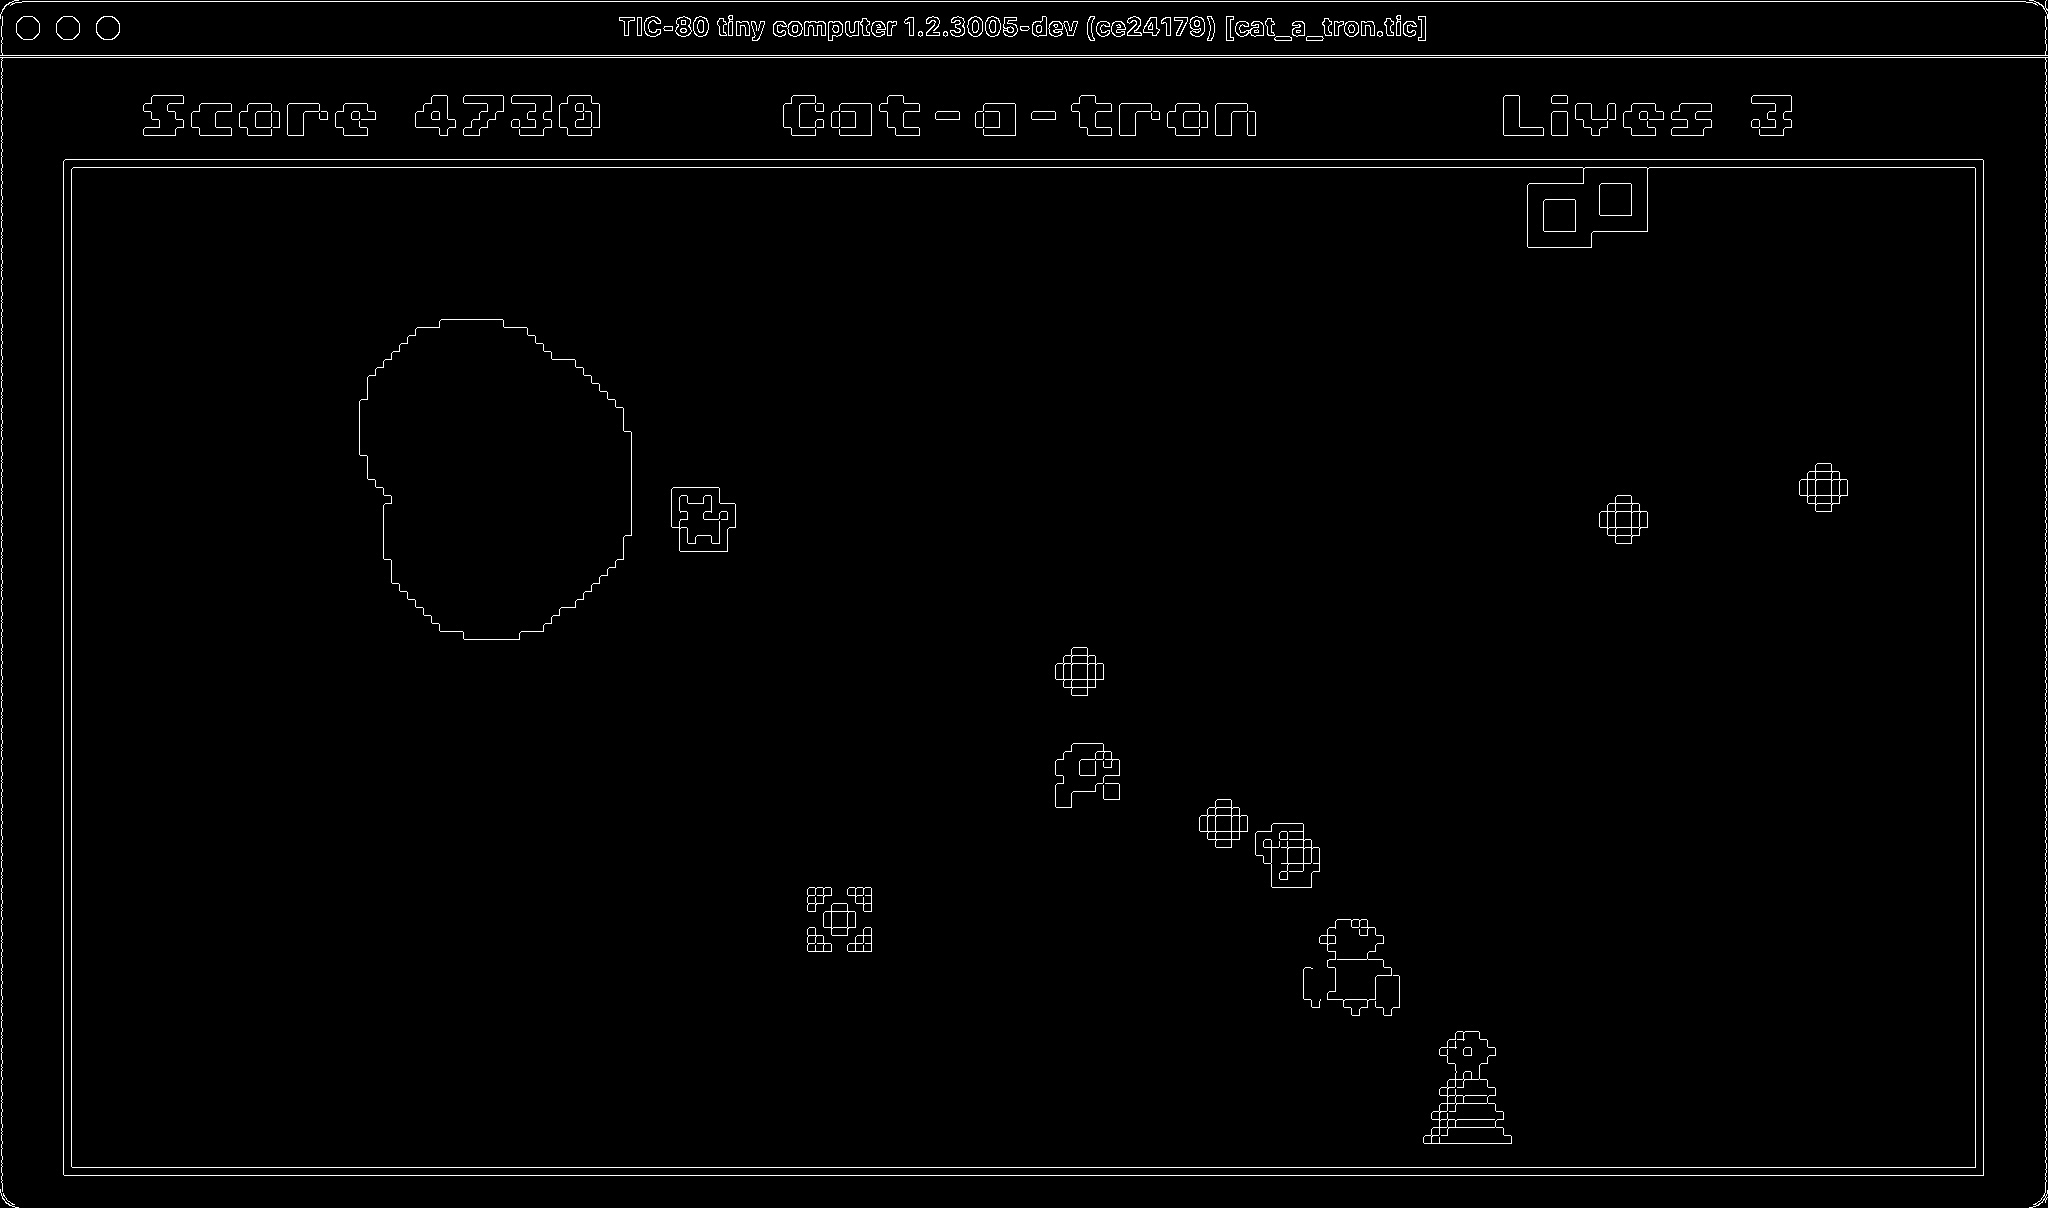 TIC-80 tiny computer 1.2.3005-dev (ce24179) [cat_a_tron.tic]
Score 4730 Cat-a-tron Lives 3